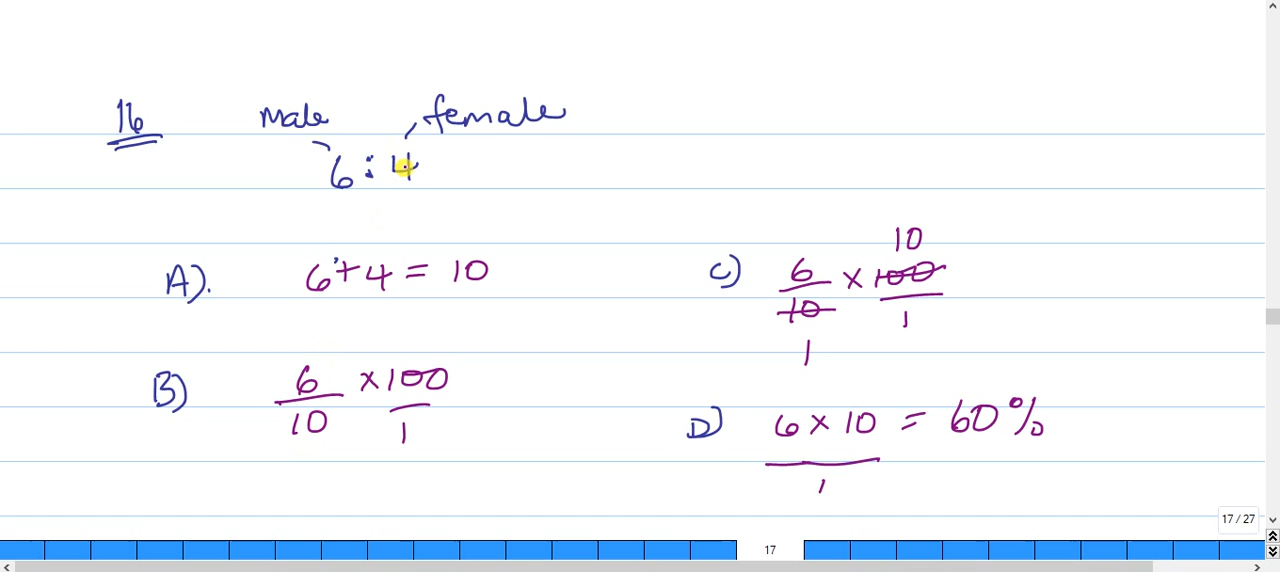 16 Male female
6 : 4
A). 6 + 4 = 10
B) 6/10 × 100/1
C) 6/10 × 100/1 10 1
D) 6 × 10/1 = 60%
17 / 27
17